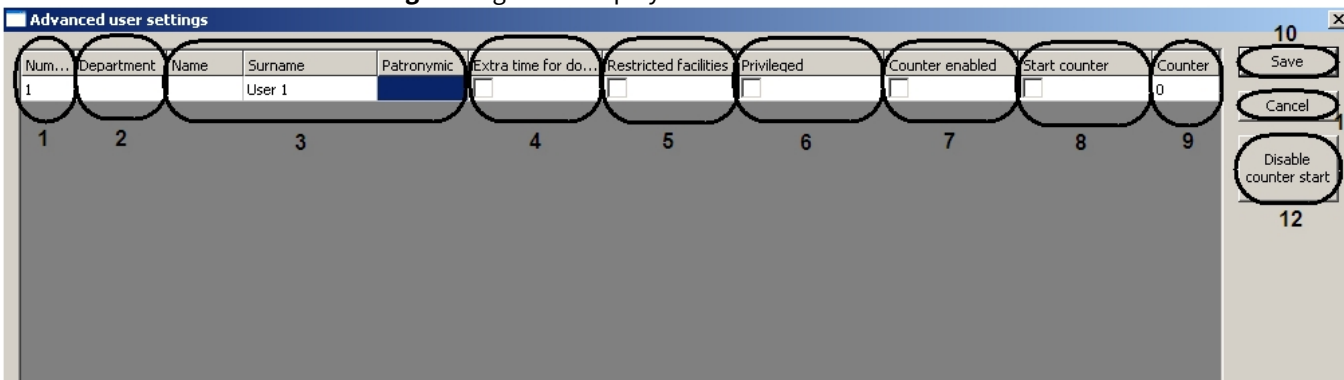 Advanced user settings
10
Num... Department Name Surname Patronymic Extra time for do... Restricted facilities Privileged Counter enabled Start counter Counter Save
1 User 1 0
Cancel
1 2 3 4 5 6 7 8 9 1
Disable
counter start
12